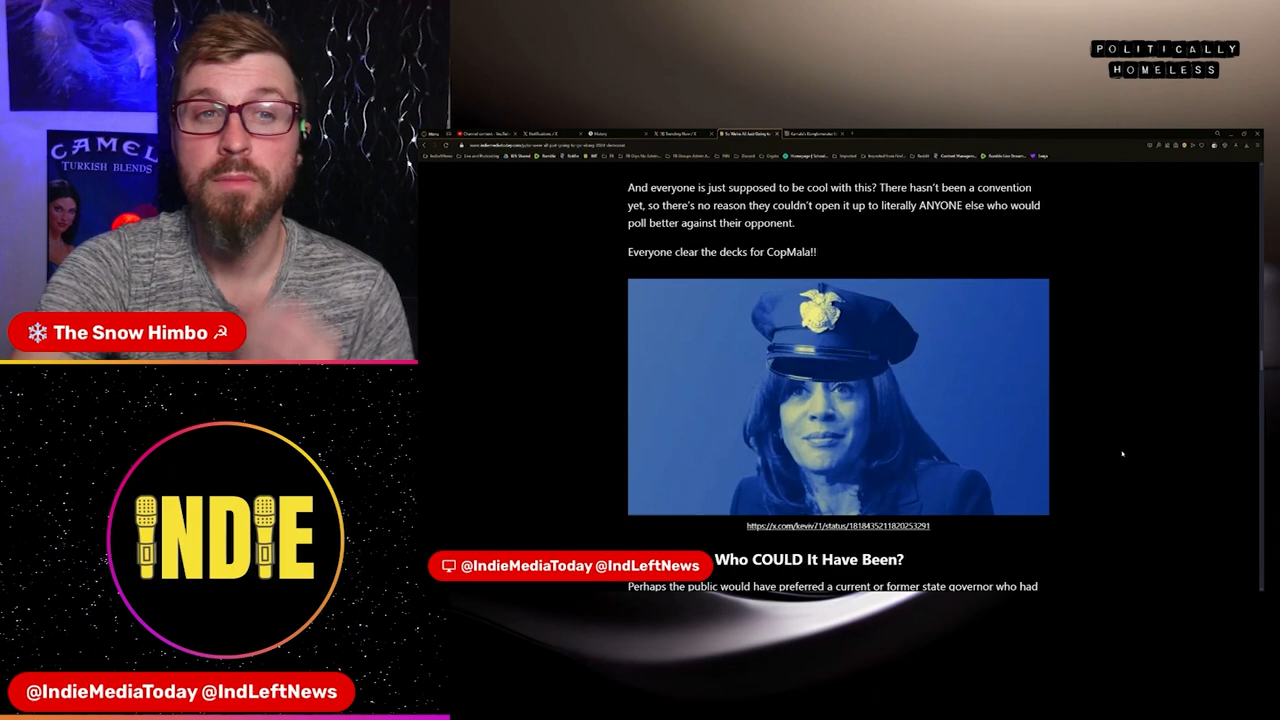 POLITICALLY
HOMELESS
CAMEL
TURKISH BLENDS
❄ The Snow Himbo ☭
And everyone is just supposed to be cool with this? There hasn't been a convention
yet, so there's no reason they couldn't open it up to literally ANYONE else who would
poll better against their opponent.
Everyone clear the decks for CopMala!!
https://x.com/keviv71/status/1818435211820253291
Who COULD It Have Been?
@IndieMediaToday @IndLeftNews
Perhaps the public would have preferred a current or former state governor who had
INDIE
@IndieMediaToday @IndLeftNews